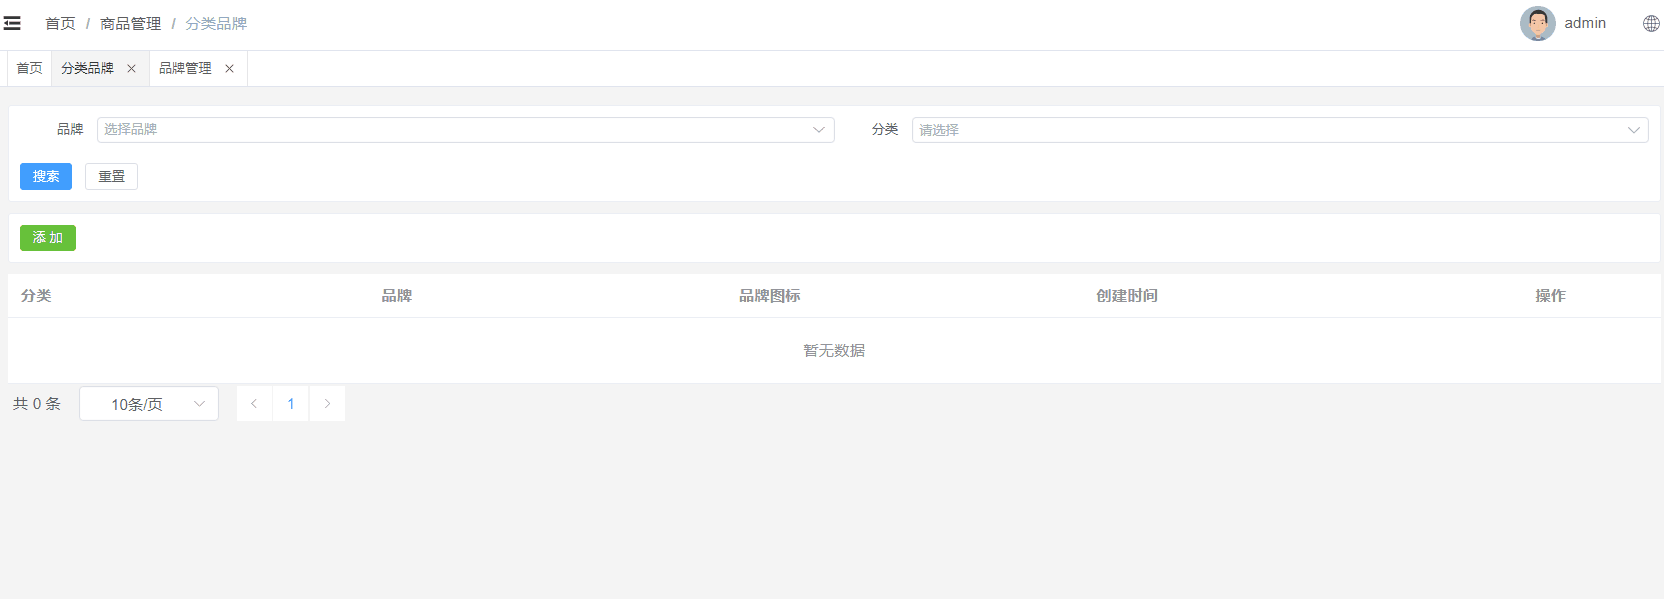 首页 / 商品管理 / 分类品牌
admin
首页 分类品牌 × 品牌管理 ×
品牌 选择品牌 分类 请选择
搜索 重置
添 加
分类 品牌 品牌图标 创建时间 操作
暂无数据
共 0 条 10条/页 < 1 >